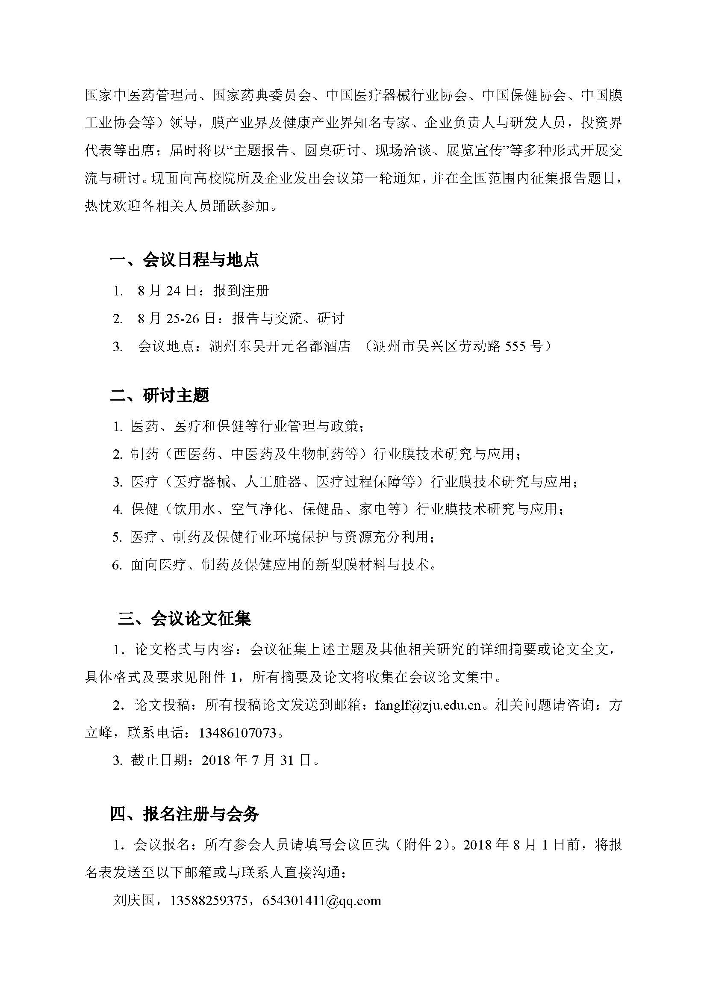 国家中医药管理局、国家药典委员会、中国医疗器械行业协会、中国保健协会、中国膜
工业协会等）领导，膜产业界及健康产业界知名专家、企业负责人与研发人员，投资界
代表等出席；届时将以“主题报告、圆桌研讨、现场洽谈、展览宣传”等多种形式开展交
流与研讨。现面向高校院所及企业发出会议第一轮通知，并在全国范围内征集报告题目，
热忱欢迎各相关人员踊跃参加。
一、会议日程与地点
1. 8 月 24 日：报到注册
2. 8 月 25-26 日：报告与交流、研讨
3. 会议地点：湖州东吴开元名都酒店 （湖州市吴兴区劳动路 555 号）
二、研讨主题
1. 医药、医疗和保健等行业管理与政策；
2. 制药（西医药、中医药及生物制药等）行业膜技术研究与应用；
3. 医疗（医疗器械、人工脏器、医疗过程保障等）行业膜技术研究与应用；
4. 保健（饮用水、空气净化、保健品、家电等）行业膜技术研究与应用；
5. 医疗、制药及保健行业环境保护与资源充分利用；
6. 面向医疗、制药及保健应用的新型膜材料与技术。
三、会议论文征集
1．论文格式与内容：会议征集上述主题及其他相关研究的详细摘要或论文全文，
具体格式及要求见附件 1，所有摘要及论文将收集在会议论文集中。
2．论文投稿：所有投稿论文发送到邮�：fanglf@zju.edu.cn。相关问题请咨询：方
立峰，联系电话：13486107073。
3. 截止日期：2018 年 7 月 31 日。
四、报名注册与会务
1．会议报名：所有参会人员请填写会议回执（附件 2）。2018 年 8 月 1 日前，将报
名表发送至以下邮箱或与联系人直接沟通：
刘庆国，13588259375，654301411@qq.com